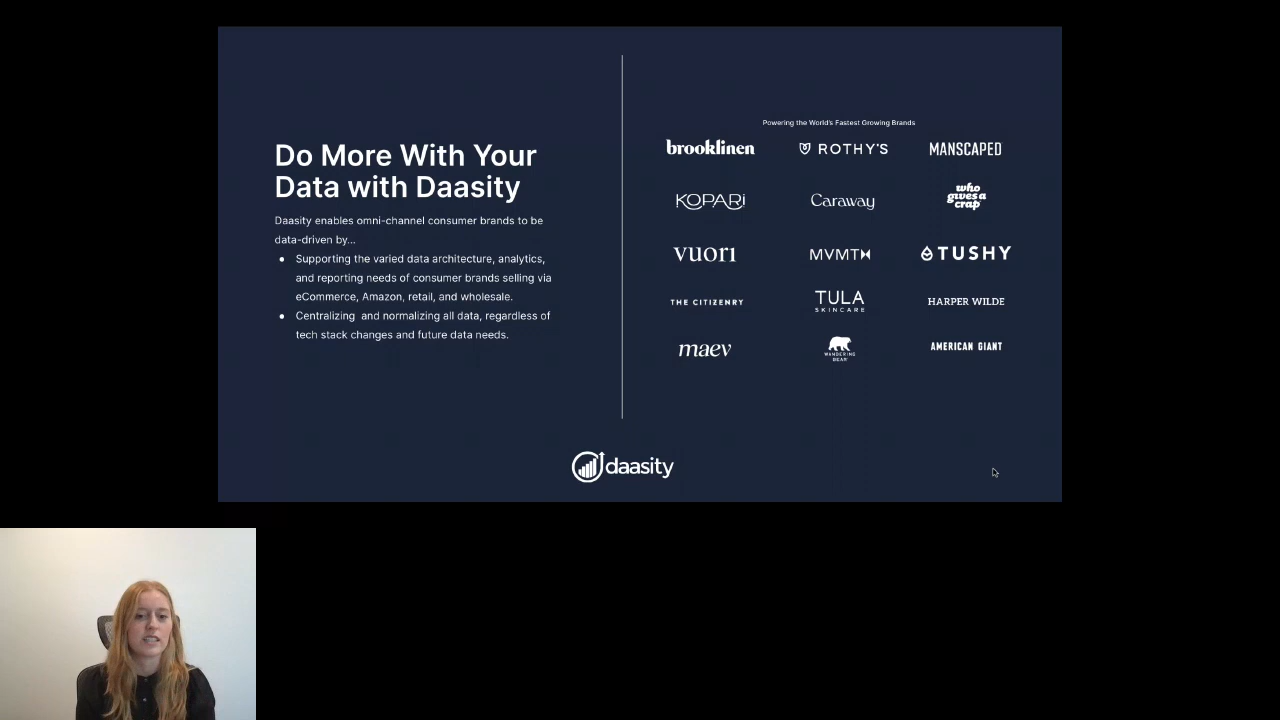 Do More With Your
Data with Daasity
Daasity enables omni-channel consumer brands to be
data-driven by...
● Supporting the varied data architecture, analytics,
and reporting needs of consumer brands selling via
eCommerce, Amazon, retail, and wholesale.
● Centralizing and normalizing all data, regardless of
tech stack changes and future data needs.
Powering the World's Fastest Growing Brands
brooklinen ROTHY'S MANSCAPED
KOPARi Caraway who
gives a
crap
vuori MVMT TUSHY
THE CITIZENRY TULA
SKINCARE HARPER WILDE
maev WANDERING
BEAR AMERICAN GIANT
daasity